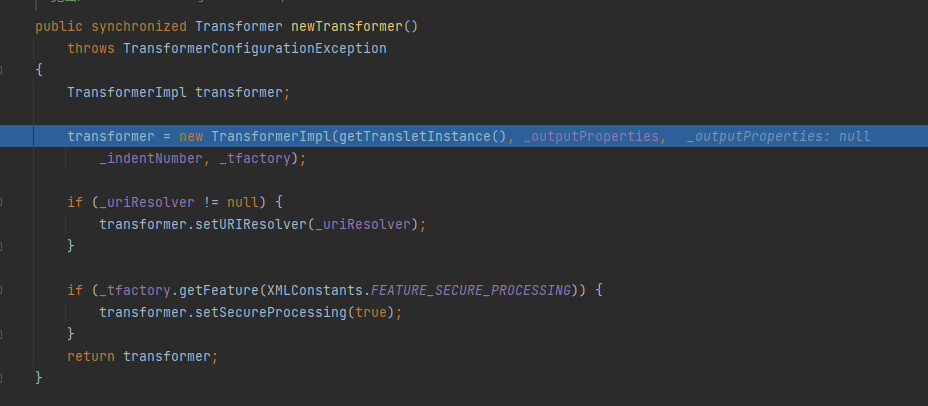 public synchronized Transformer newTransformer()
throws TransformerConfigurationException
{
TransformerImpl transformer;
transformer = new TransformerImpl(getTransletInstance(), _outputProperties, _outputProperties: null
_indentNumber, _tfactory);
if (_uriResolver != null) {
transformer.setURIResolver(_uriResolver);
}
if (_tfactory.getFeature(XMLConstants.FEATURE_SECURE_PROCESSING)) {
transformer.setSecureProcessing(true);
}
return transformer;
}